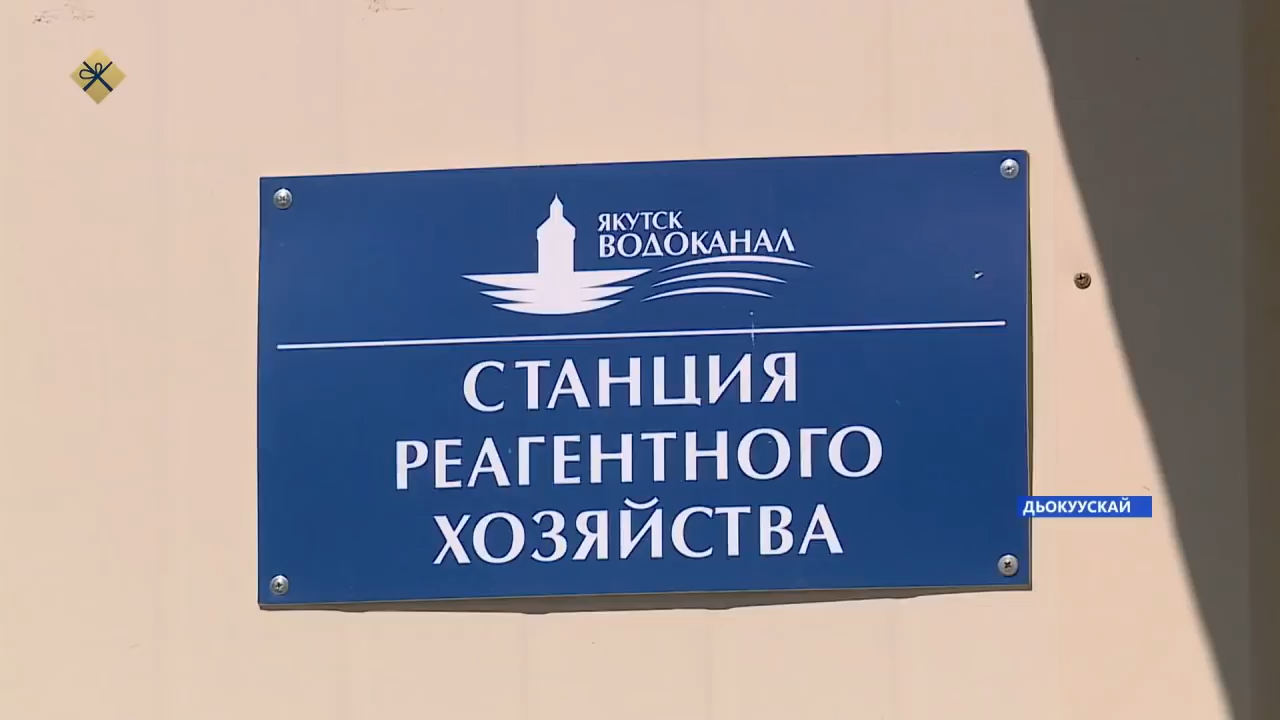 ЯКУТСК
ВОДОКАНАЛ
СТАНЦИЯ
РЕАГЕНТНОГО
ХОЗЯЙСТВА
ДЬОКУУСКАЙ